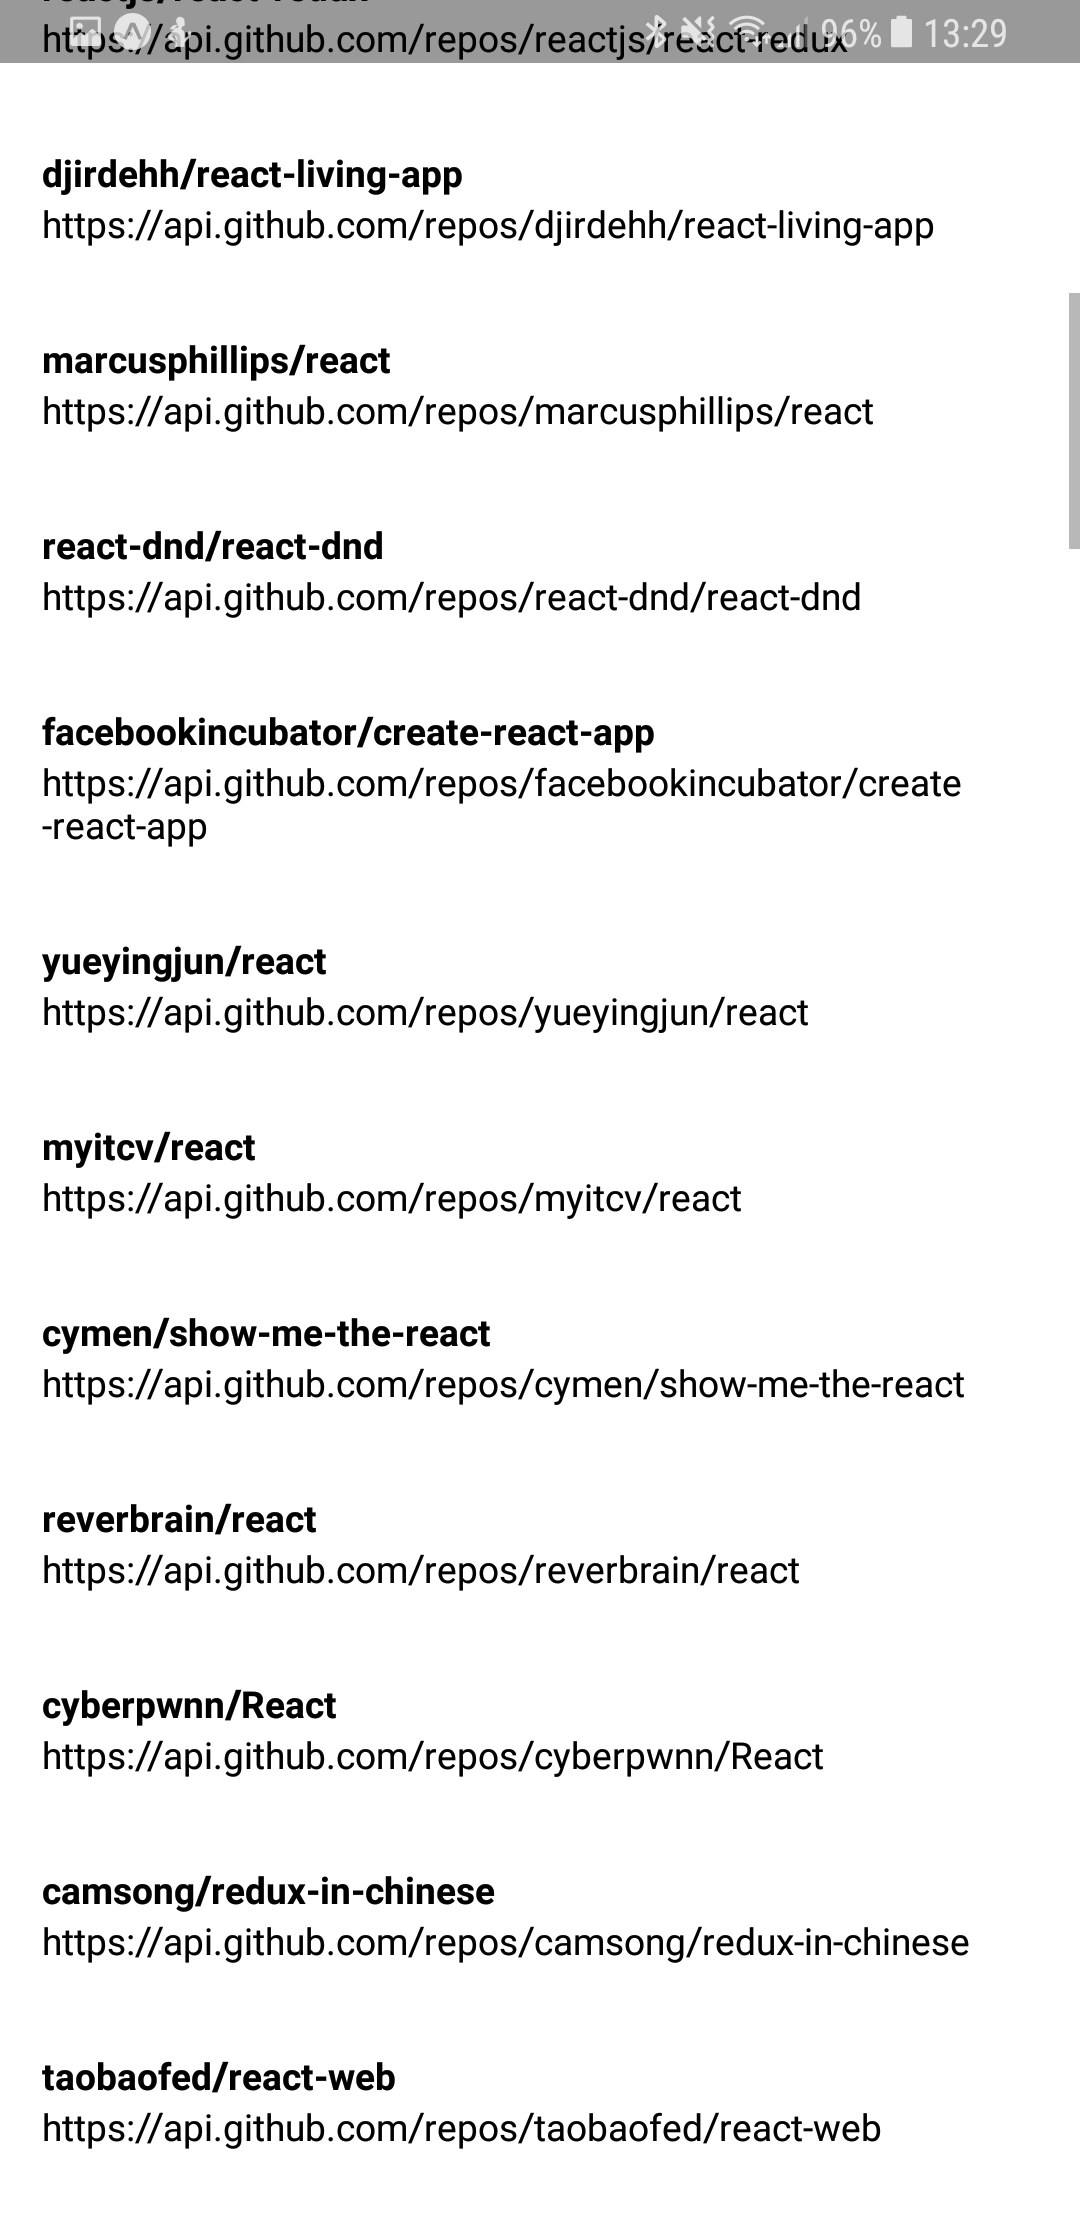 https://api.github.com/repos/reactjs/react-redux
96% 13:29
djirdehh/react-living-app
https://api.github.com/repos/djirdehh/react-living-app
marcusphillips/react
https://api.github.com/repos/marcusphillips/react
react-dnd/react-dnd
https://api.github.com/repos/react-dnd/react-dnd
facebookincubator/create-react-app
https://api.github.com/repos/facebookincubator/create
-react-app
yueyingjun/react
https://api.github.com/repos/yueyingjun/react
myitcv/react
https://api.github.com/repos/myitcv/react
cymen/show-me-the-react
https://api.github.com/repos/cymen/show-me-the-react
reverbrain/react
https://api.github.com/repos/reverbrain/react
cyberpwnn/React
https://api.github.com/repos/cyberpwnn/React
camsong/redux-in-chinese
https://api.github.com/repos/camsong/redux-in-chinese
taobaofed/react-web
https://api.github.com/repos/taobaofed/react-web